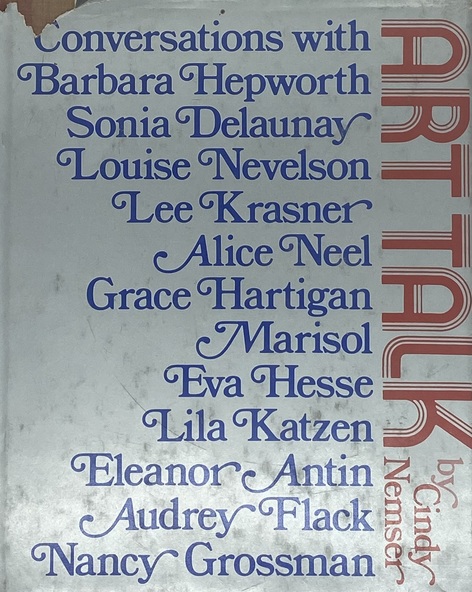 Conversations with
Barbara Hepworth
Sonia Delaunay
Louise Nevelson
Lee Krasner
Alice Neel
Grace Hartigan
Marisol
Eva Hesse
Lila Katzen
Eleanor Antin
Audrey Flack
Nancy Grossman
ART TALK
by Cindy
Nemser